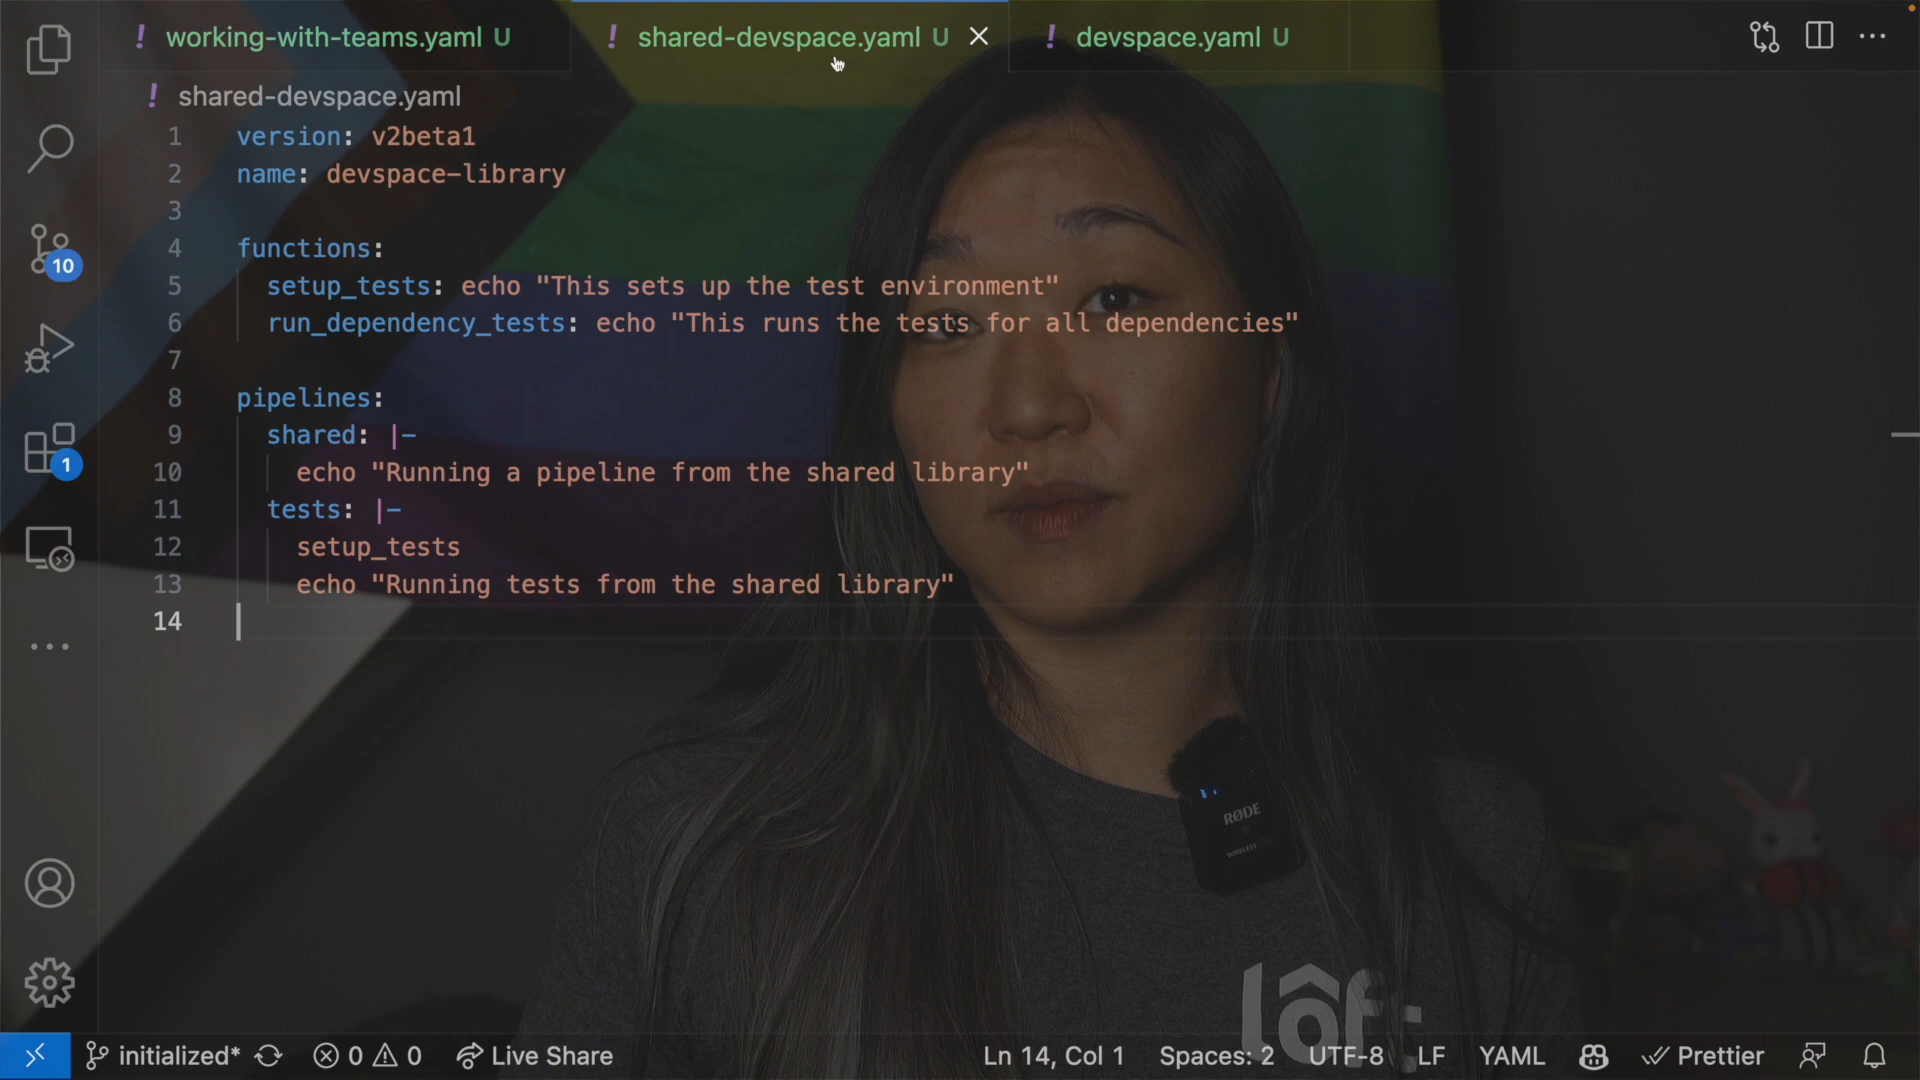 ! working-with-teams.yaml U ! shared-devspace.yaml U ! devspace.yaml U
! shared-devspace.yaml
1 version: v2beta1
2 name: devspace-library
3
4 functions:
5 setup_tests: echo "This sets up the test environment"
6 run_dependency_tests: echo "This runs the tests for all dependencies"
7
8 pipelines:
9 shared: |-
10 echo "Running a pipeline from the shared library"
11 tests: |-
12 setup_tests
13 echo "Running tests from the shared library"
14
10
1
RØDE
WIRELESS
loft
initialized* 0 0 Live Share Ln 14, Col 1 Spaces: 2 UTF-8 LF YAML Prettier